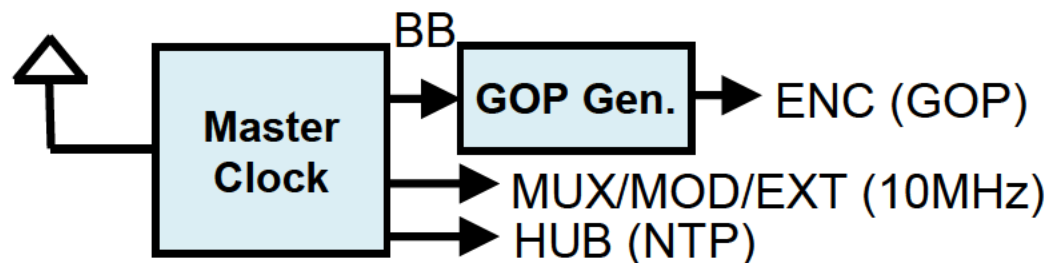 BB
GOP Gen.
ENC (GOP)
Master
Clock
MUX/MOD/EXT (10MHz)
HUB (NTP)